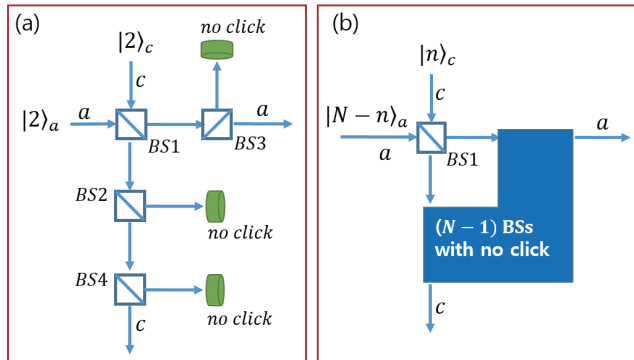 (a)
no click
|2⟩c
c
|2⟩a
a
a
BS1
BS3
BS2
no click
BS4
no click
c
(b)
|n⟩c
c
|N − n⟩a
a
a
BS1
(N − 1) BSs
with no click
c